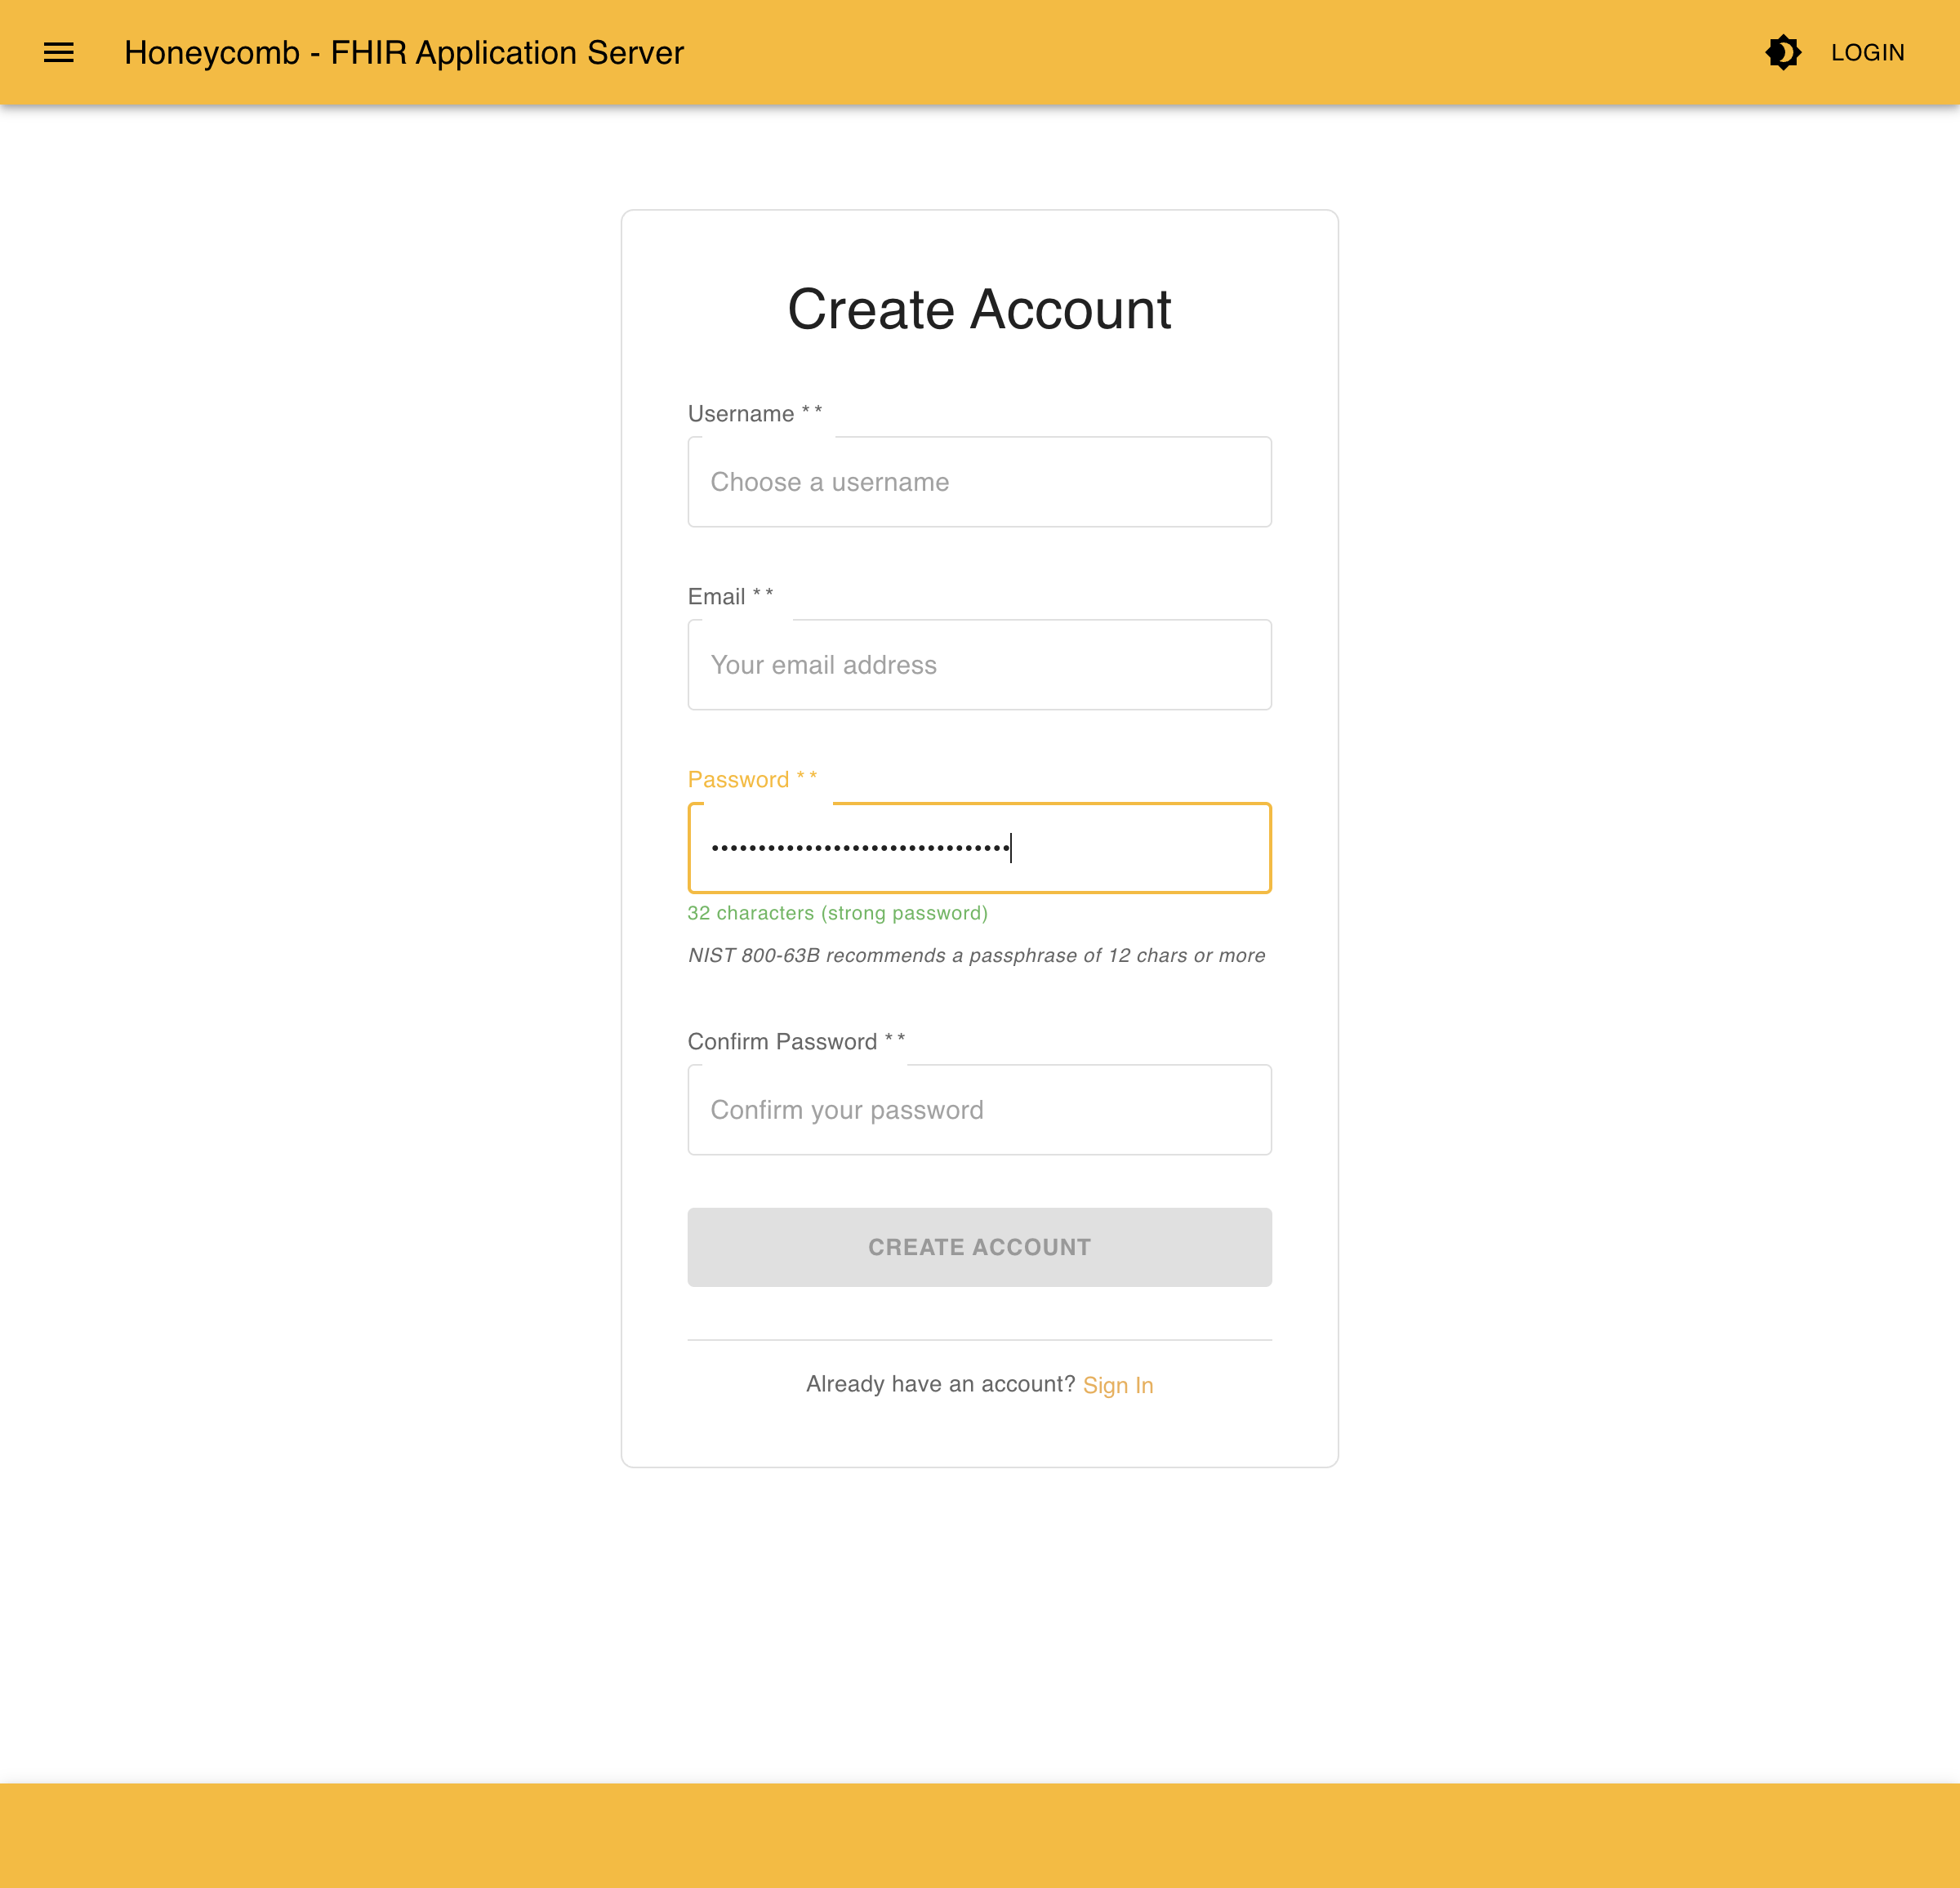 Honeycomb - FHIR Application Server
LOGIN
Create Account
Username * *
Choose a username
Email * *
Your email address
Password * *
••••••••••••••••••••••••••••••••
32 characters (strong password)
NIST 800-63B recommends a passphrase of 12 chars or more
Confirm Password * *
Confirm your password
CREATE ACCOUNT
Already have an account? Sign In